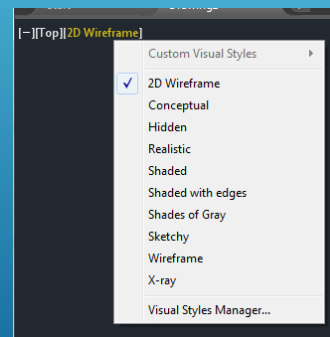 [−][Top][2D Wireframe]
Custom Visual Styles
2D Wireframe
Conceptual
Hidden
Realistic
Shaded
Shaded with edges
Shades of Gray
Sketchy
Wireframe
X-ray
Visual Styles Manager...